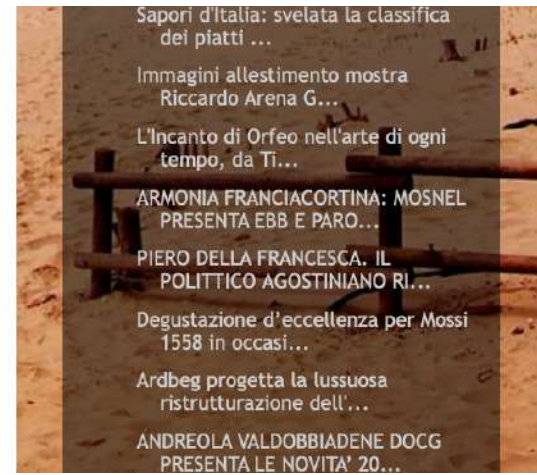 Sapori d'Italia: svelata la classifica
dei piatti ...
Immagini allestimento mostra
Riccardo Arena G...
L'Incanto di Orfeo nell'arte di ogni
tempo, da Ti...
ARMONIA FRANCIACORTINA: MOSNEL
PRESENTA EBB E PARO...
PIERO DELLA FRANCESCA. IL
POLITTICO AGOSTINIANO RI...
Degustazione d’eccellenza per Mossi
1558 in occasi...
Ardbeg progetta la lussuosa
ristrutturazione dell'...
ANDREOLA VALDOBBIADENE DOCG
PRESENTA LE NOVITA’ 20...